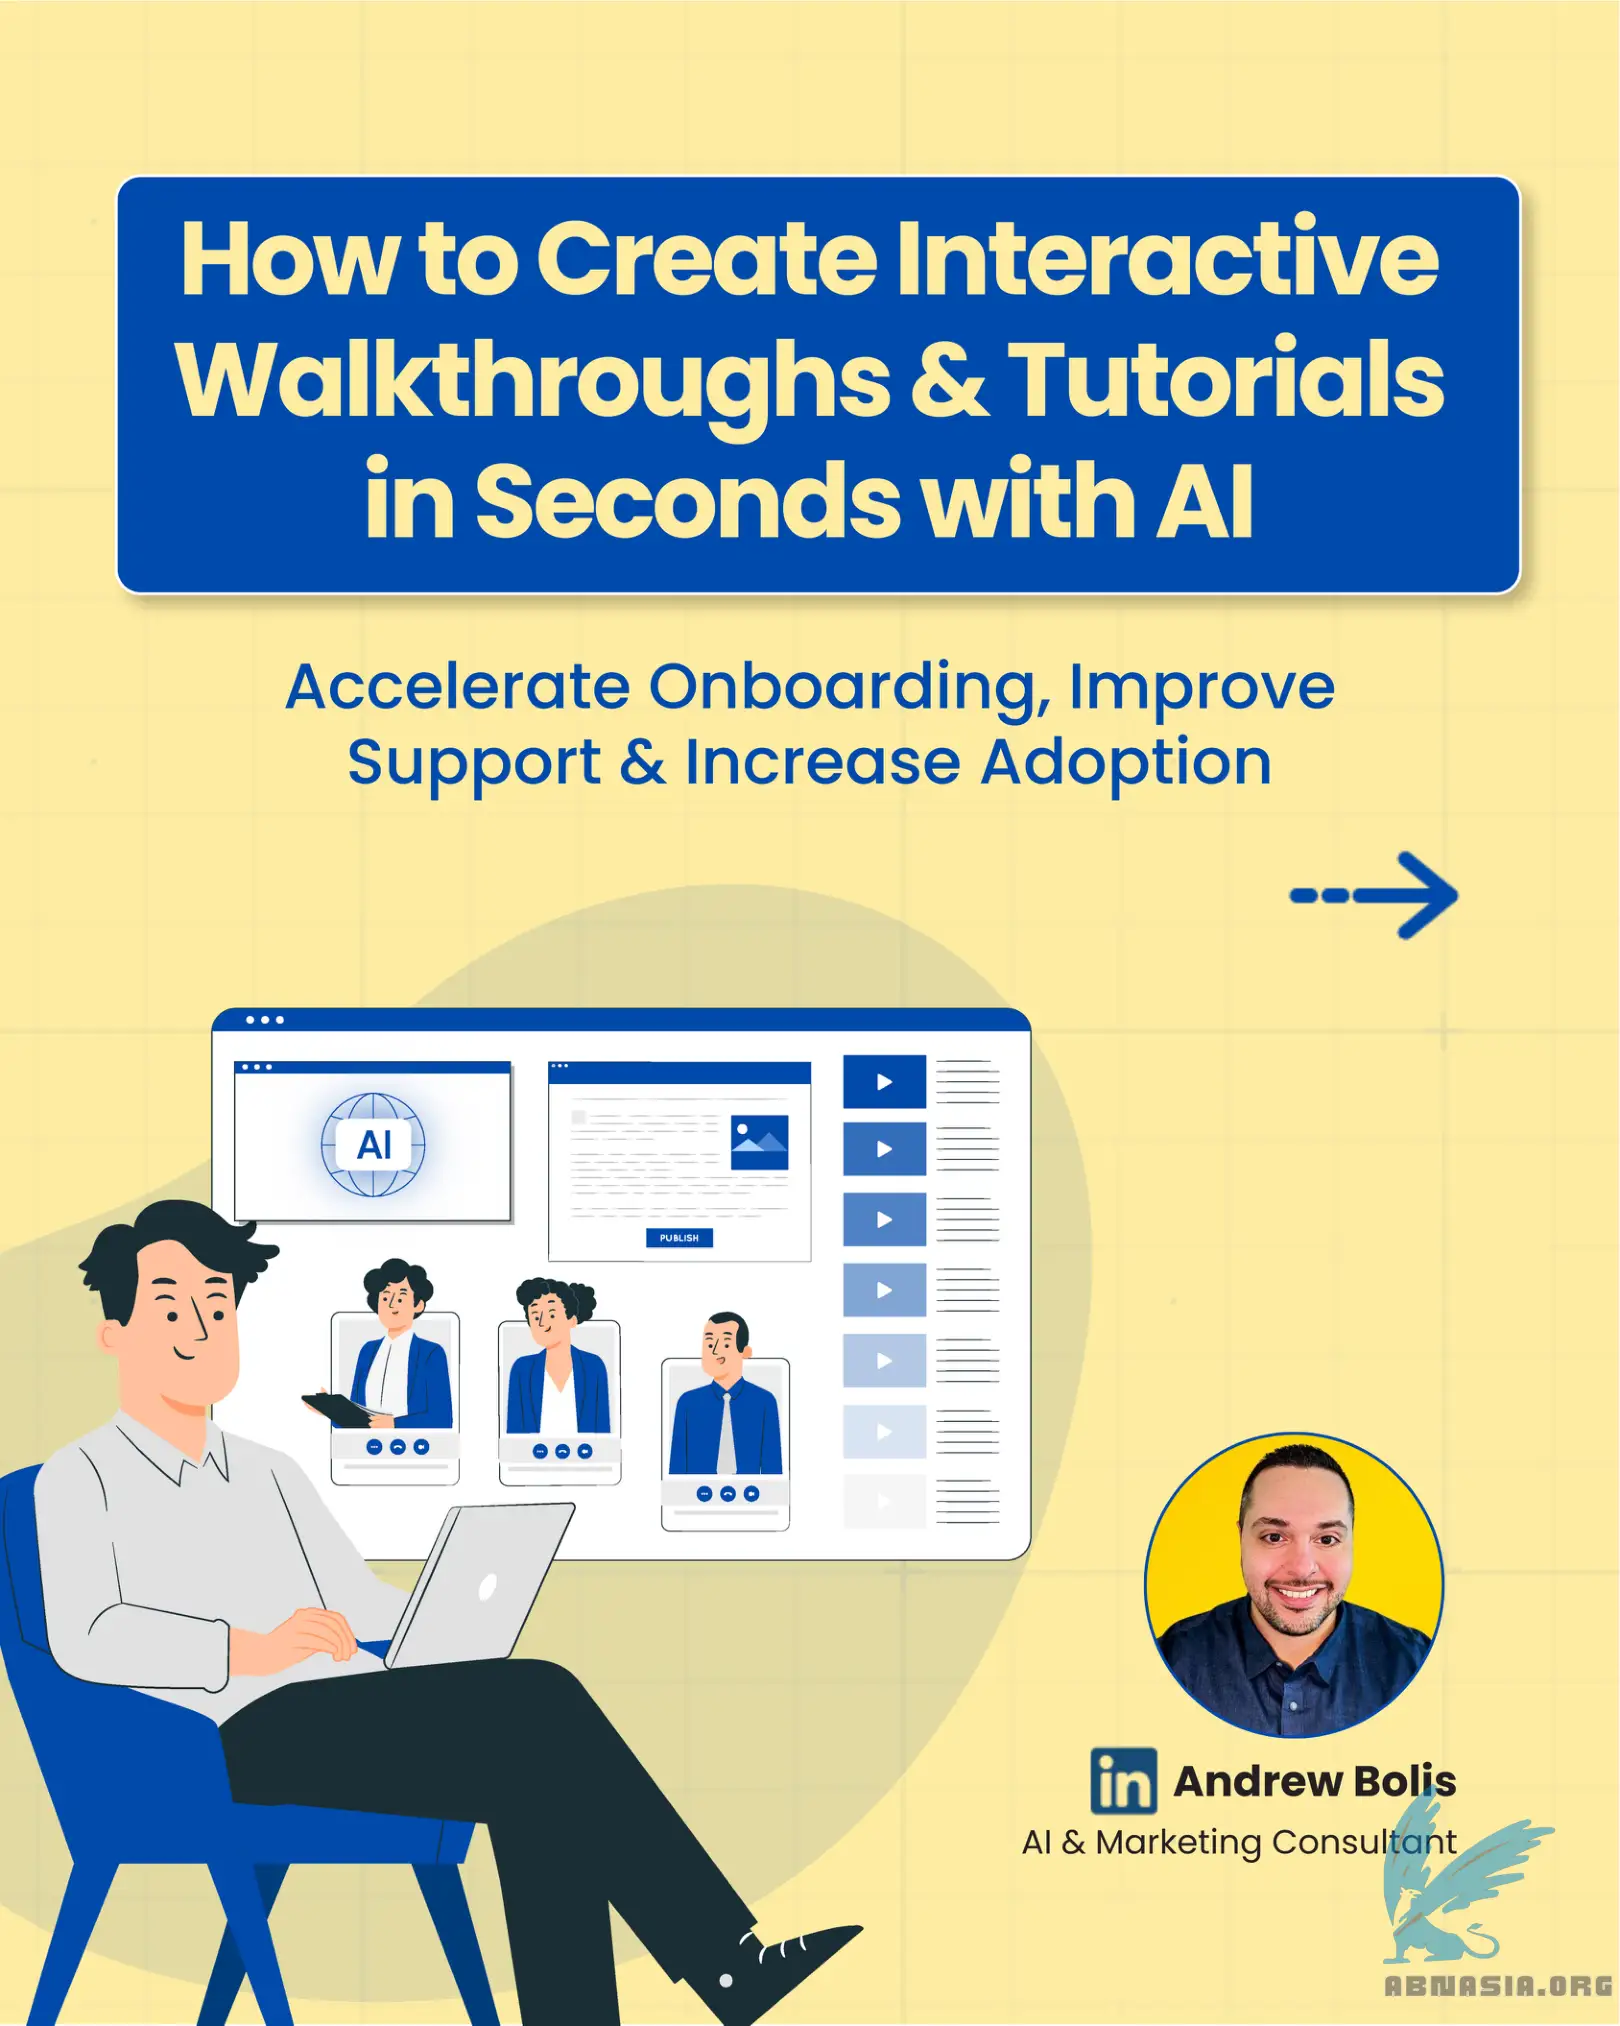 How to Create Interactive
Walkthroughs & Tutorials
in Seconds with AI
Accelerate Onboarding, Improve
Support & Increase Adoption
AI
PUBLISH
in Andrew Bolis
AI & Marketing Consultant
ABNASIA.ORG